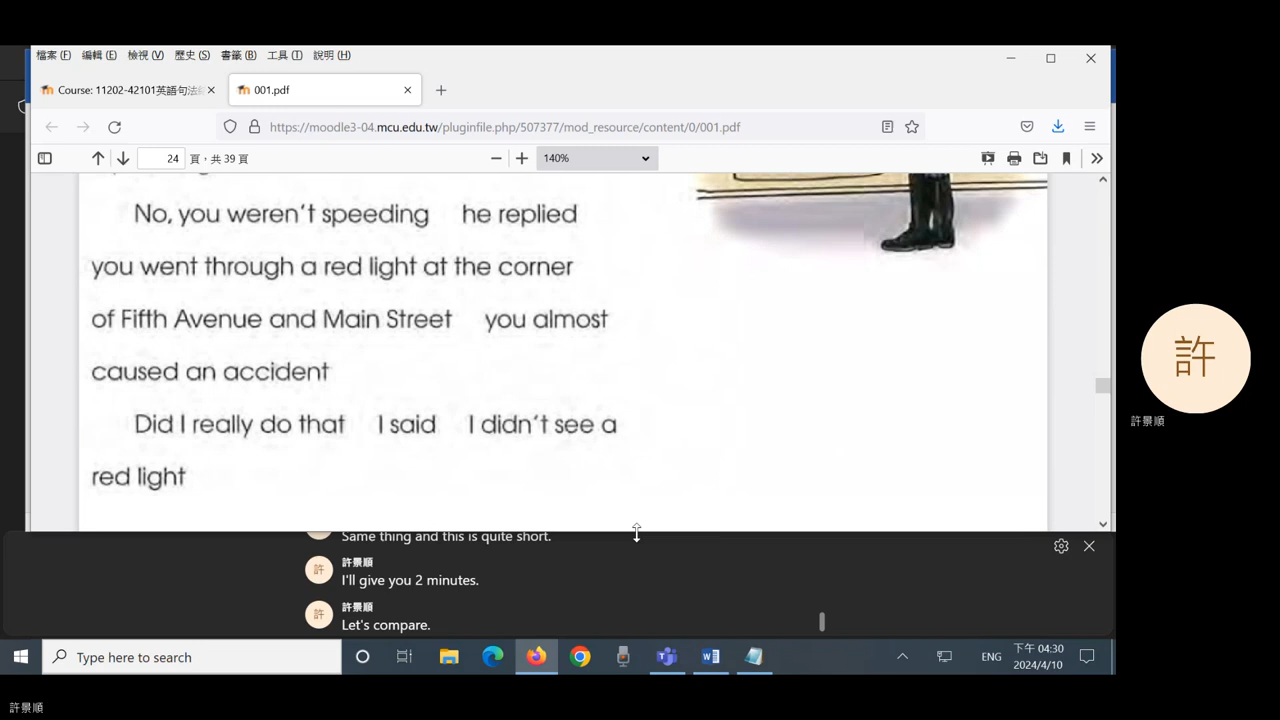 檔案 (F) 編輯 (E) 檢視 (V) 歷史 (S) 書籤 (B) 工具 (T) 說明 (H)
Course: 11202-42101英語句法
001.pdf
https://moodle3-04.mcu.edu.tw/pluginfile.php/507377/mod_resource/content/0/001.pdf
24 頁，共 39 頁
140%
No, you weren't speeding he replied
you went through a red light at the corner
of Fifth Avenue and Main Street you almost
caused an accident
Did I really do that I said I didn't see a
red light
許
許景順
Same thing and this is quite short.
許
許景順
I'll give you 2 minutes.
許
許景順
Let's compare.
Type here to search
ENG
下午 04:30
2024/4/10
許景順